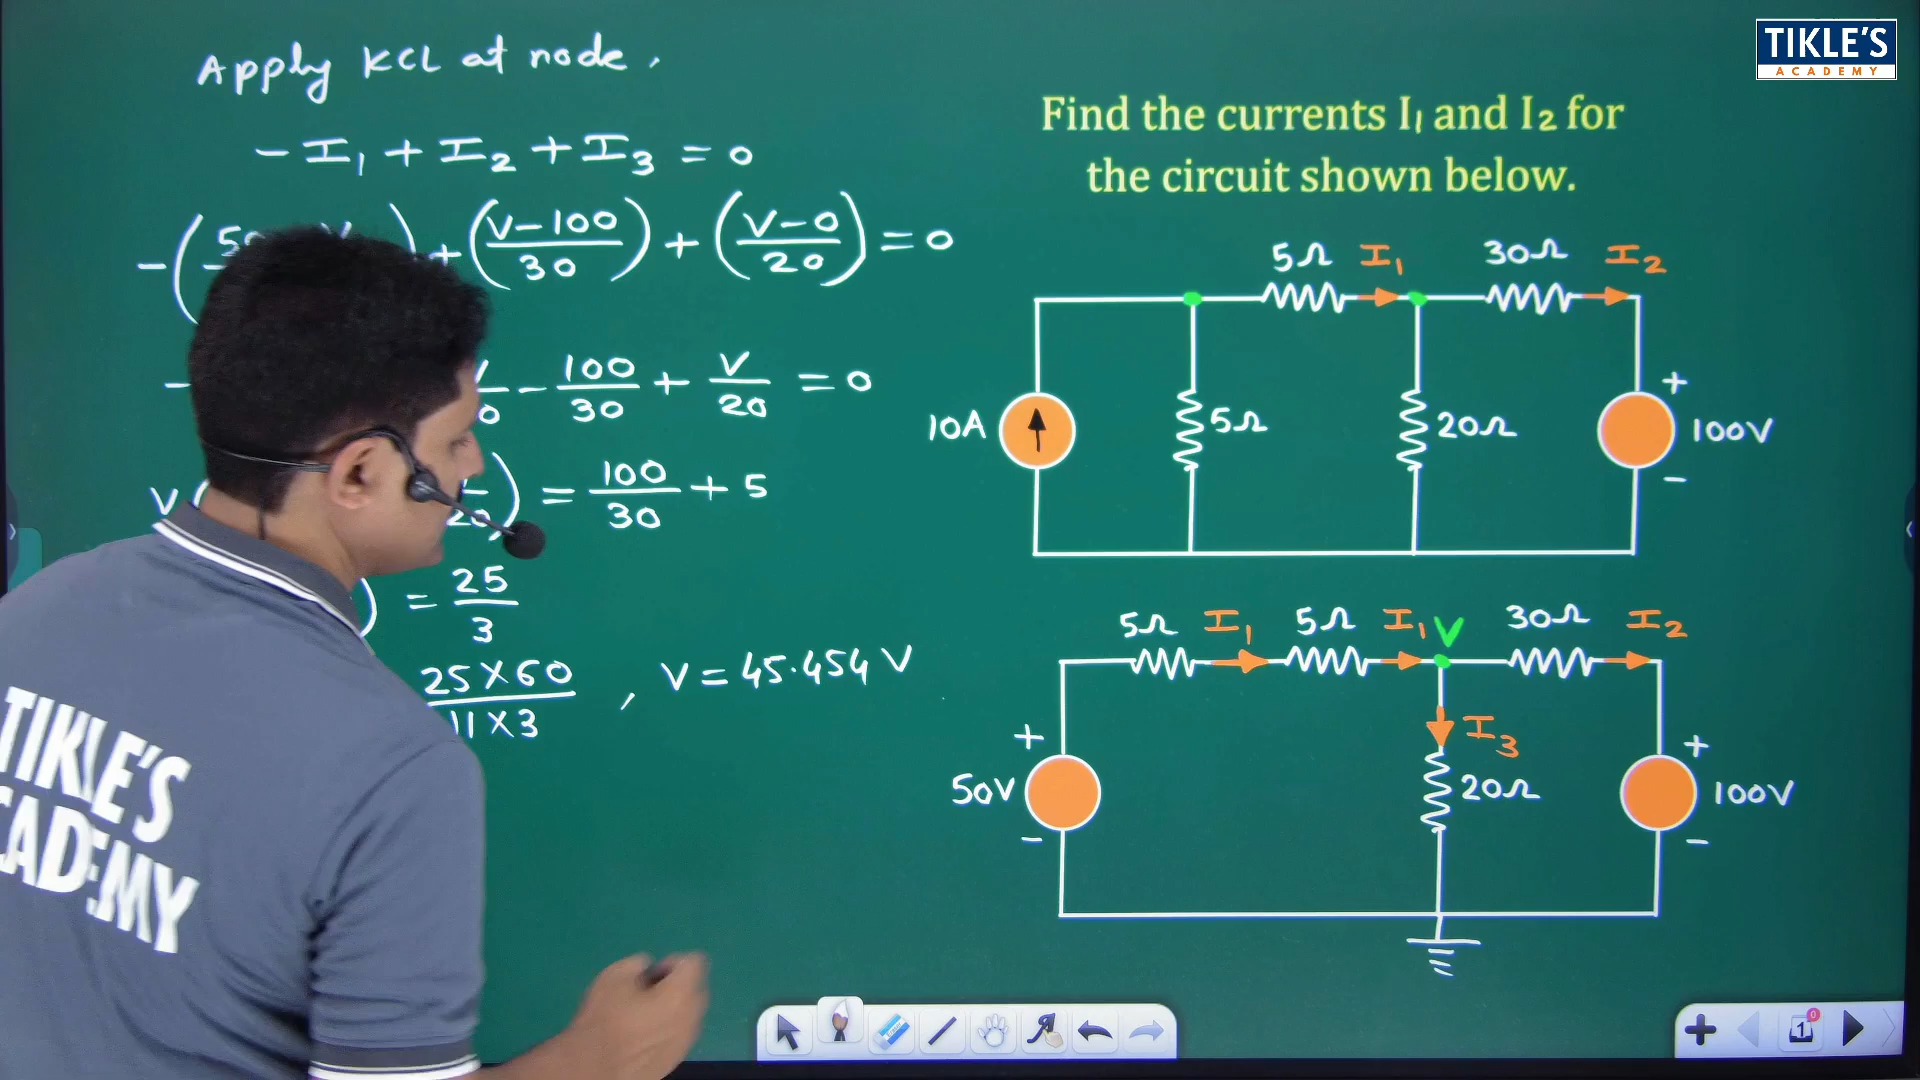 Apply KCL at node,
- I₁ + I₂ + I₃ = 0
+ (V-100/30) + (V-0/20) = 0
- 100/30 + V/20 = 0
V ( ) = 100/30 + 5
) = 25/3
25×60/11×3 , V = 45.454 V
TIKLE'S
ACADEMY
Find the currents I₁ and I₂ for
the circuit shown below.
5Ω I₁ 30Ω I₂
10A 5Ω 20Ω + 100V -
5Ω I₁ 5Ω I₁ V 30Ω I₂
I₃
+ 50V - 20Ω + 100V -
TIKLE'S
ACADEMY
1
0